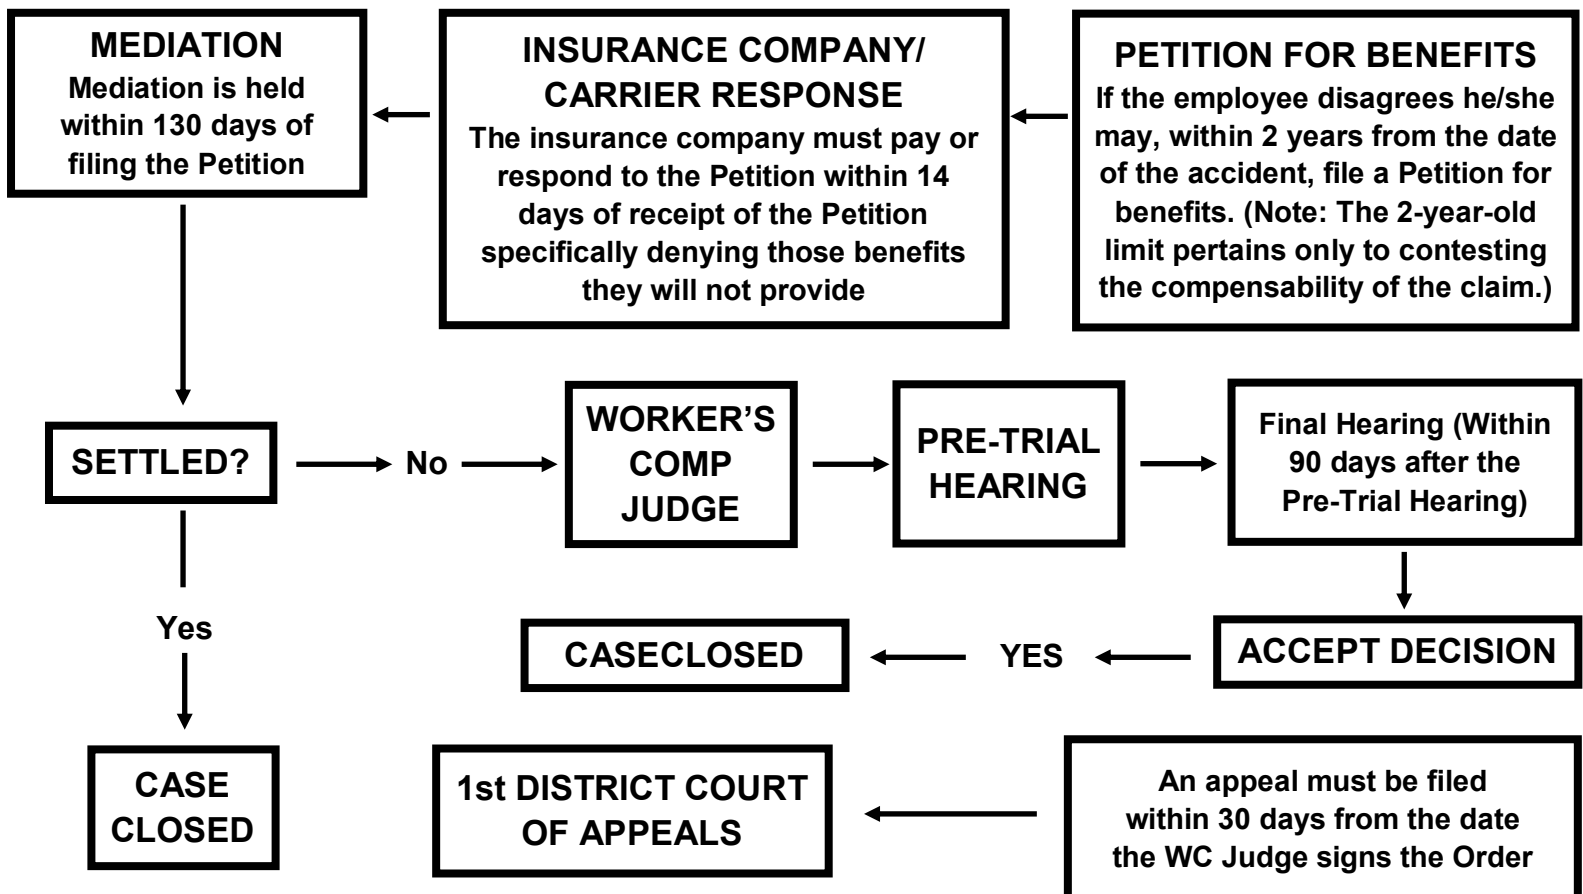 MEDIATION
Mediation is held
within 130 days of
filing the Petition
INSURANCE COMPANY/
CARRIER RESPONSE
The insurance company must pay or
respond to the Petition within 14
days of receipt of the Petition
specifically denying those benefits
they will not provide
PETITION FOR BENEFITS
If the employee disagrees he/she
may, within 2 years from the date
of the accident, file a Petition for
benefits. (Note: The 2-year-old
limit pertains only to contesting
the compensability of the claim.)
SETTLED?
No
WORKER’S
COMP
JUDGE
PRE-TRIAL
HEARING
Final Hearing (Within
90 days after the
Pre-Trial Hearing)
Yes
CASECLOSED
YES
ACCEPT DECISION
CASE
CLOSED
1st DISTRICT COURT
OF APPEALS
An appeal must be filed
within 30 days from the date
the WC Judge signs the Order